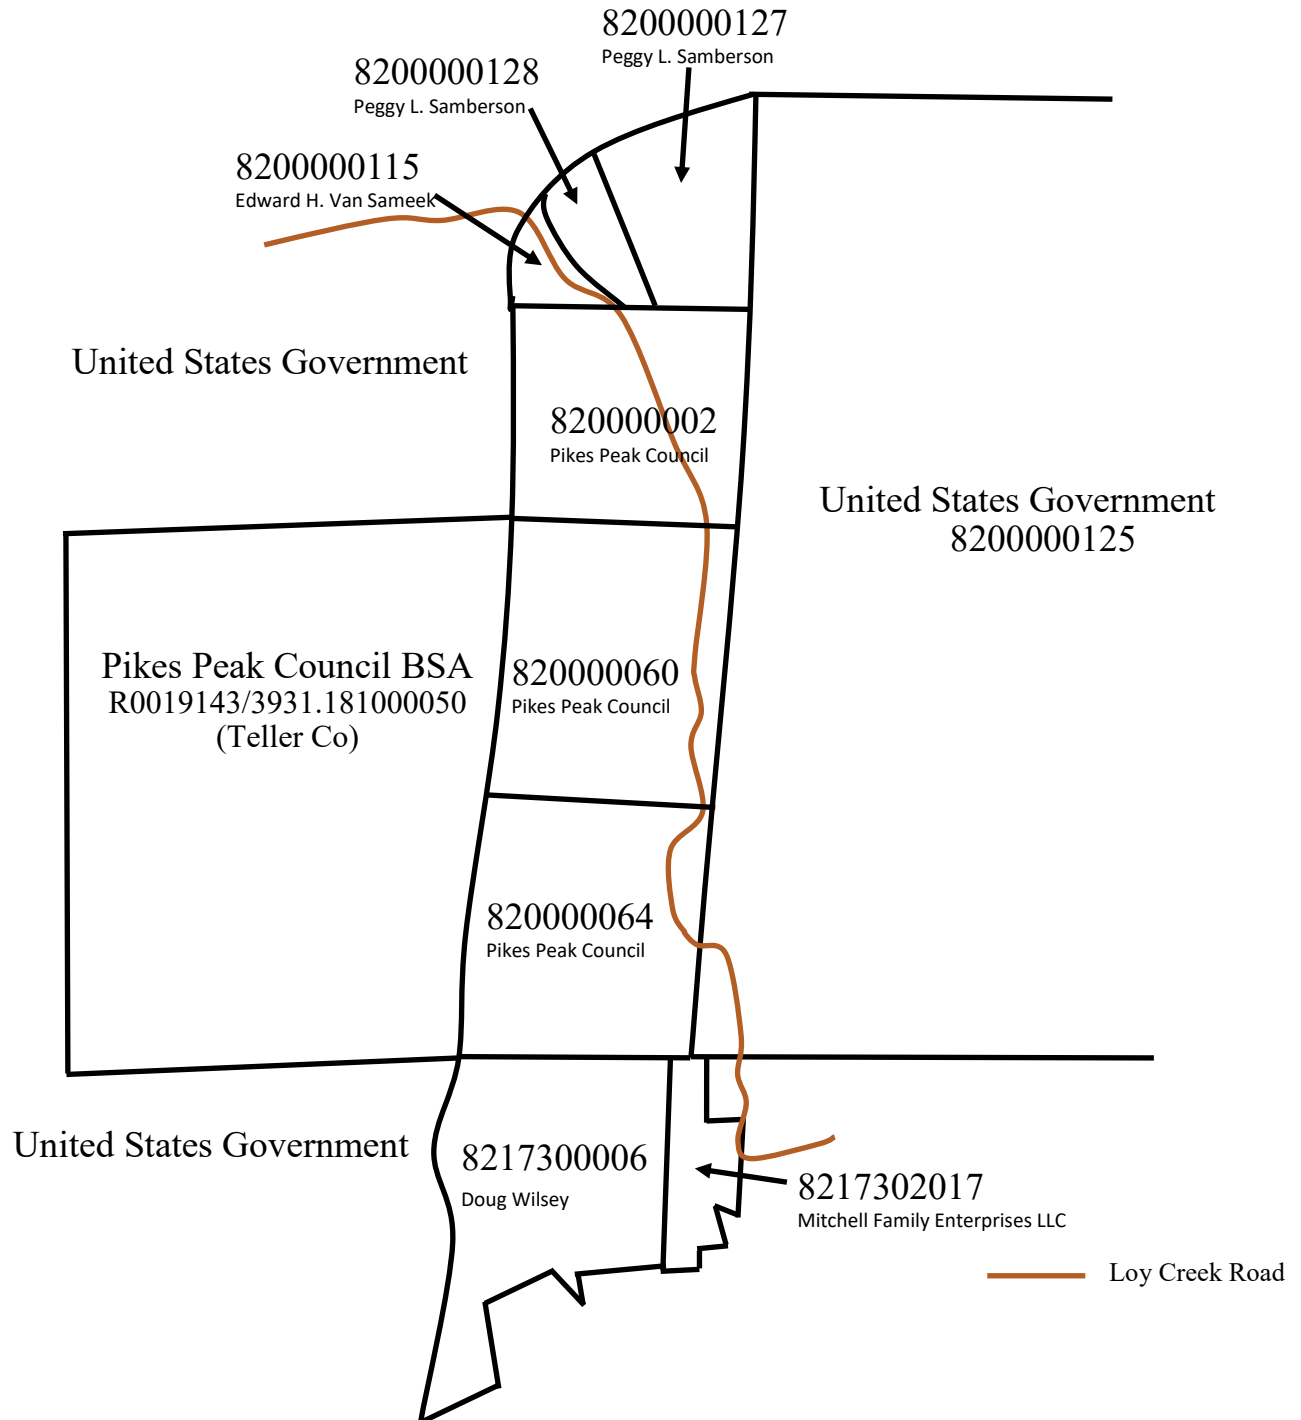 8200000127
Peggy L. Samberson
8200000128
Peggy L. Samberson
8200000115
Edward H. Van Sameek
United States Government
820000002
Pikes Peak Council
United States Government
8200000125
Pikes Peak Council BSA
R0019143/3931.181000050
(Teller Co)
820000060
Pikes Peak Council
820000064
Pikes Peak Council
United States Government
8217300006
Doug Wilsey
8217302017
Mitchell Family Enterprises LLC
Loy Creek Road